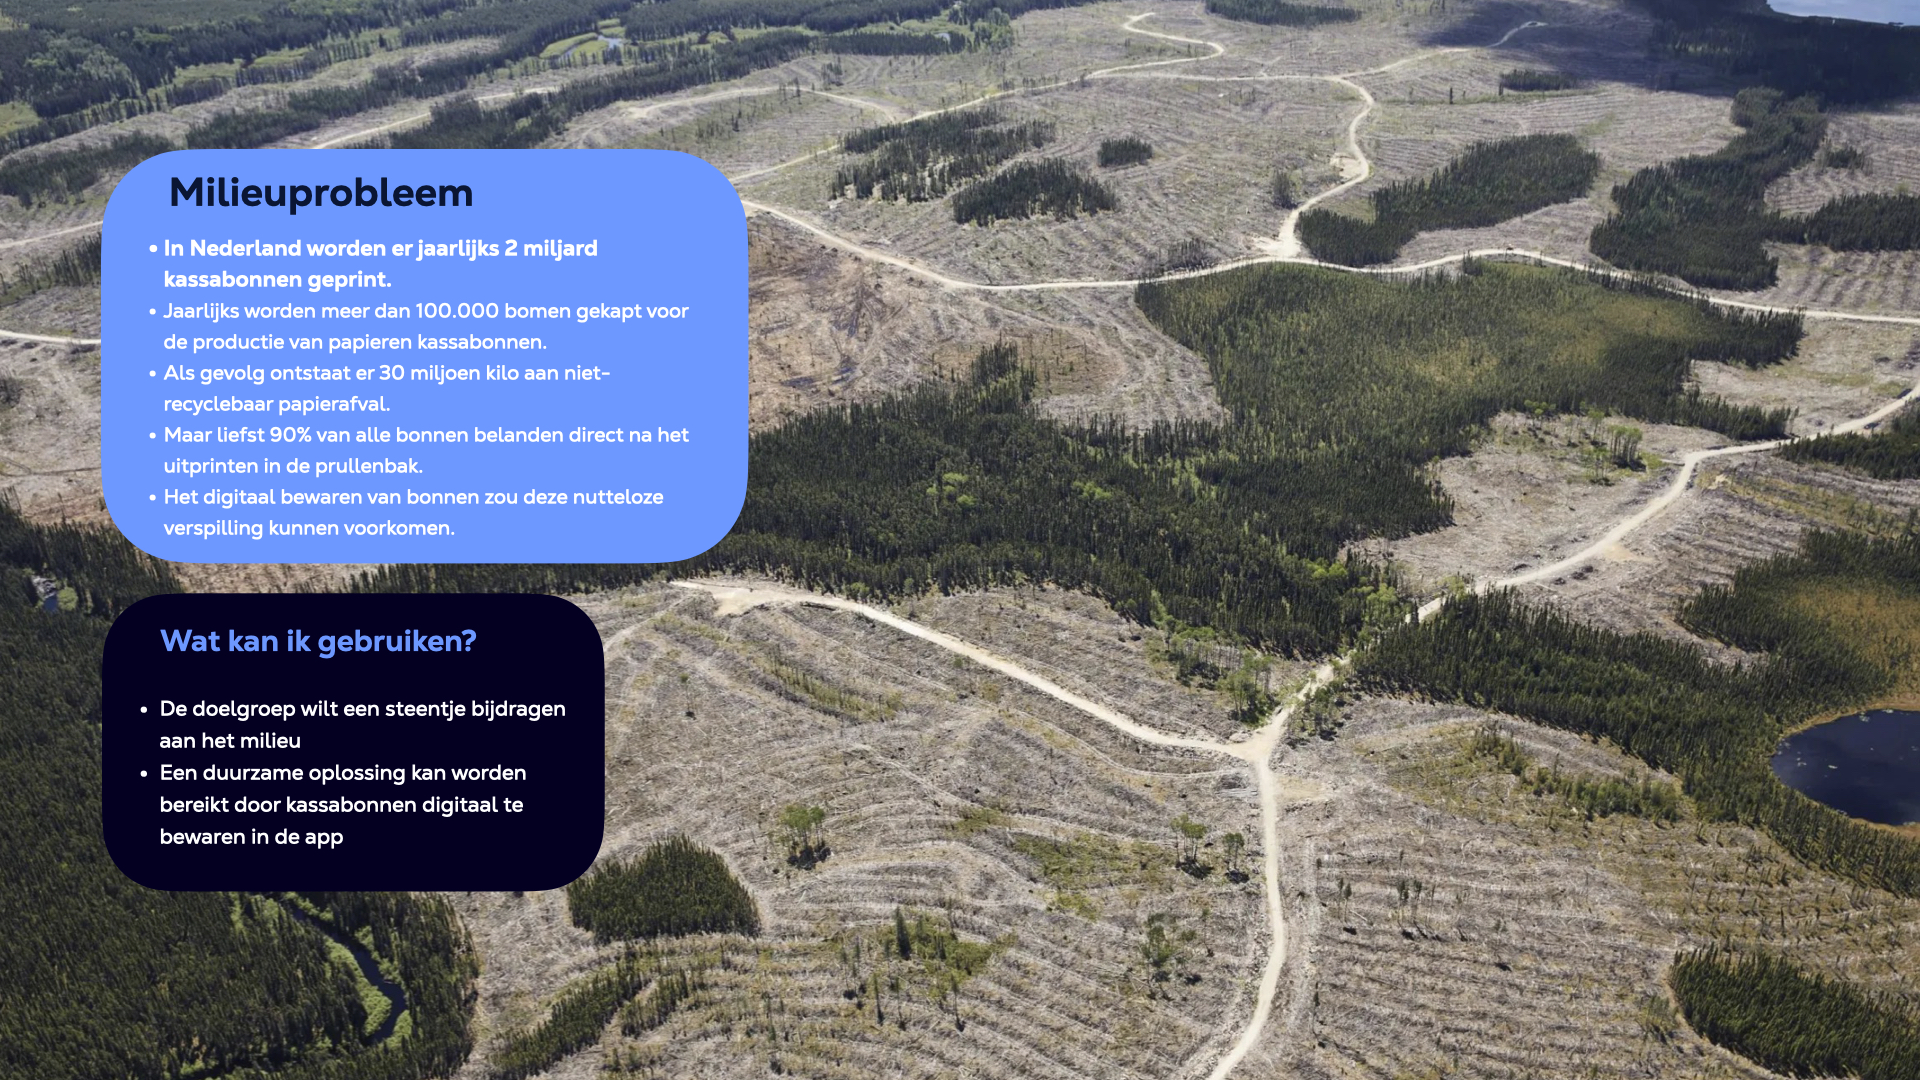 Milieuprobleem
• In Nederland worden er jaarlijks 2 miljard
kassabonnen geprint.
• Jaarlijks worden meer dan 100.000 bomen gekapt voor
de productie van papieren kassabonnen.
• Als gevolg ontstaat er 30 miljoen kilo aan niet-
recyclebaar papierafval.
• Maar liefst 90% van alle bonnen belanden direct na het
uitprinten in de prullenbak.
• Het digitaal bewaren van bonnen zou deze nutteloze
verspilling kunnen voorkomen.
Wat kan ik gebruiken?
• De doelgroep wilt een steentje bijdragen
aan het milieu
• Een duurzame oplossing kan worden
bereikt door kassabonnen digitaal te
bewaren in de app